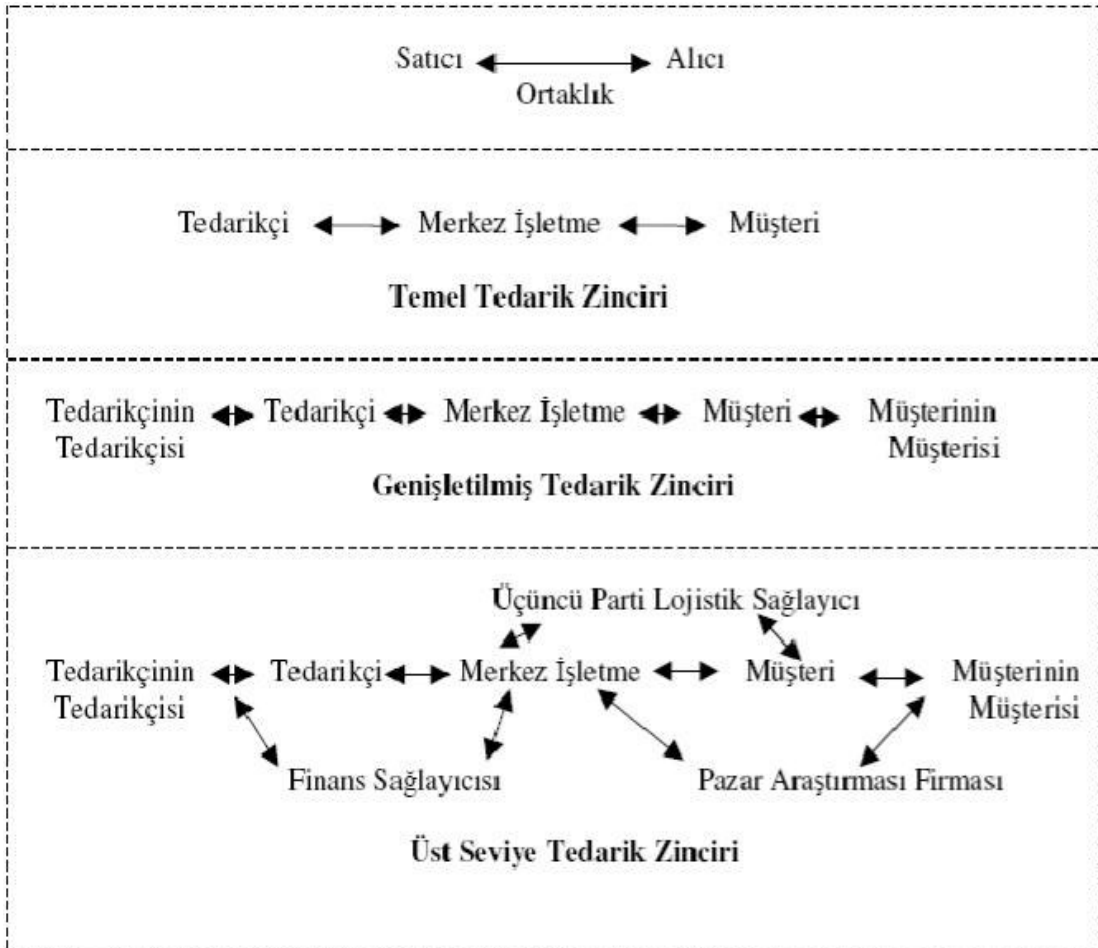 Satıcı Alıcı
Ortaklık
Tedarikçi Merkez İşletme Müşteri
Temel Tedarik Zinciri
Tedarikçinin Tedarikçi Merkez İşletme Müşteri Müşterinin
Tedarikçisi Müşterisi
Genişletilmiş Tedarik Zinciri
Üçüncü Parti Lojistik Sağlayıcı
Tedarikçinin Tedarikçi Merkez İşletme Müşteri Müşterinin
Tedarikçisi Müşterisi
Finans Sağlayıcısı Pazar Araştırması Firması
Üst Seviye Tedarik Zinciri